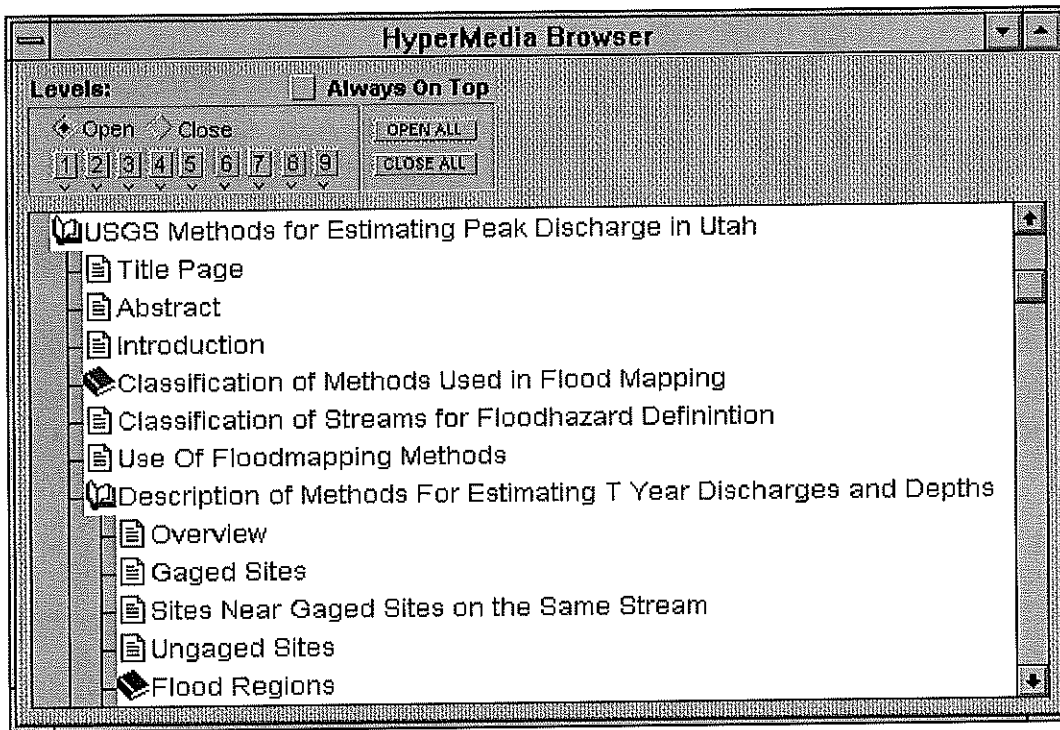 HyperMedia Browser
Levels: Always On Top
Open Close OPEN ALL
1 2 3 4 5 6 7 8 9 CLOSE ALL
USGS Methods for Estimating Peak Discharge in Utah
Title Page
Abstract
Introduction
Classification of Methods Used in Flood Mapping
Classification of Streams for Floodhazard Definintion
Use Of Floodmapping Methods
Description of Methods For Estimating T Year Discharges and Depths
Overview
Gaged Sites
Sites Near Gaged Sites on the Same Stream
Ungaged Sites
Flood Regions